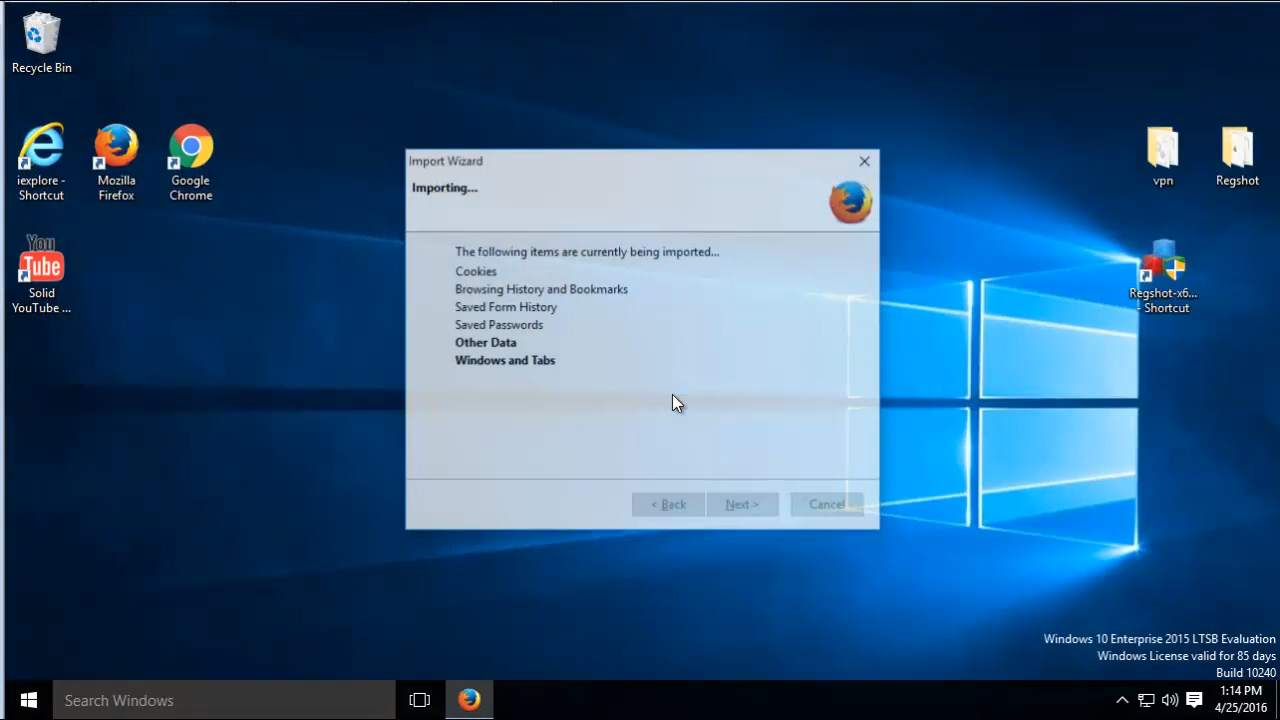 Recycle Bin
iexplore -
Shortcut
Mozilla
Firefox
Google
Chrome
You
Tube
Solid
YouTube ...
Import Wizard
Importing...
The following items are currently being imported...
Cookies
Browsing History and Bookmarks
Saved Form History
Saved Passwords
Other Data
Windows and Tabs
< Back
Next >
Cancel
vpn
Regshot
Regshot-x6...
- Shortcut
Windows 10 Enterprise 2015 LTSB Evaluation
Windows License valid for 85 days
Build 10240
Search Windows
1:14 PM
4/25/2016